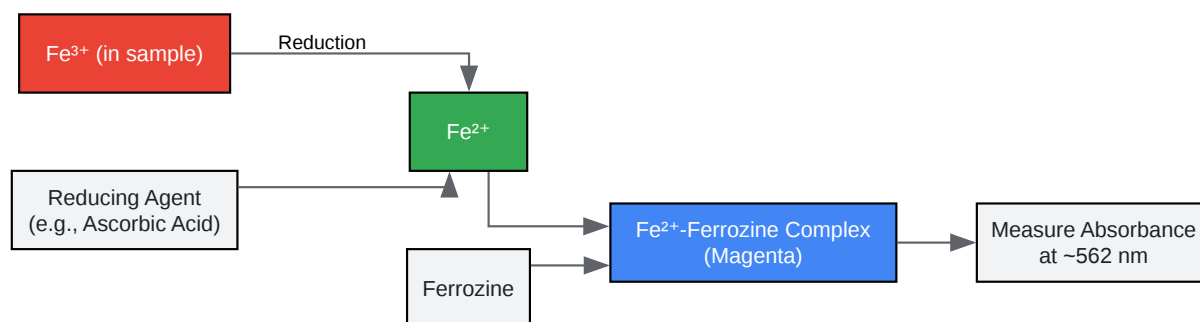 Fe³⁺ (in sample)
Reduction
Fe²⁺
Reducing Agent
(e.g., Ascorbic Acid)
Fe²⁺-Ferrozine Complex
(Magenta)
Measure Absorbance
at ~562 nm
Ferrozine